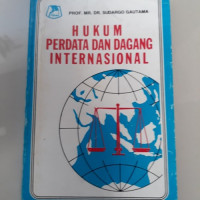 PROF. MR. DR. SUDARGO GAUTAMA
HUKUM
PERDATA DAN DAGANG
INTERNASIONAL